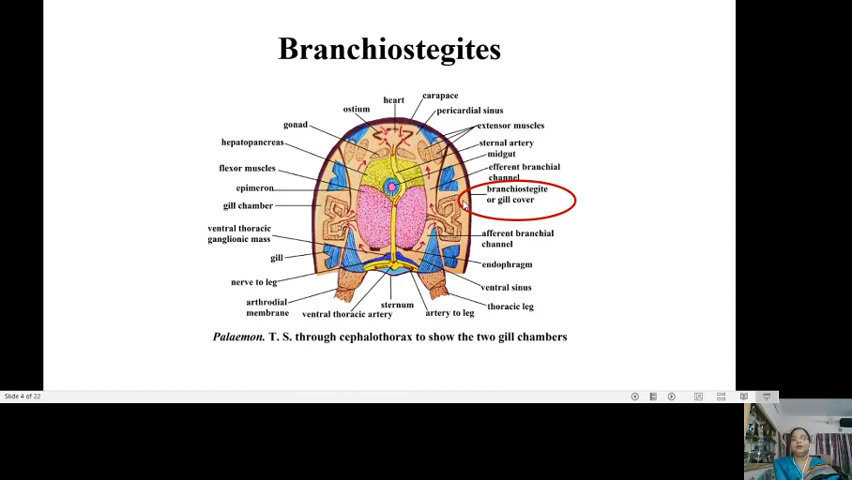 Branchiostegites
carapace
heart
ostium
pericardial sinus
gonad
extensor muscles
hepatopancreas
sternal artery
midgut
flexor muscles
efferent branchial
channel
epimeron
branchiostegite
or gill cover
gill chamber
ventral thoracic
ganglionic mass
afferent branchial
channel
gill
endophragm
nerve to leg
ventral sinus
arthrodial
membrane
sternum
thoracic leg
ventral thoracic artery
artery to leg
Palaemon. T. S. through cephalothorax to show the two gill chambers
Slide 4 of 22